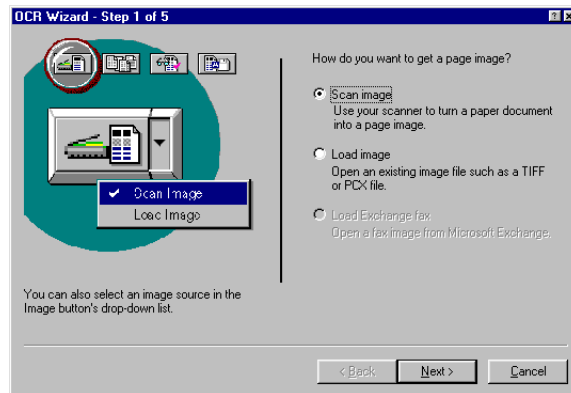 OCR Wizard - Step 1 of 5
How do you want to get a page image?
Scan image
Use your scanner to turn a paper document
into a page image.
Load image
Open an existing image file such as a TIFF
or PCX file.
Load Exchange fax
Open a fax image from Microsoft Exchange.
Scan Image
Load Image
You can also select an image source in the
Image button's drop-down list.
< Back
Next >
Cancel